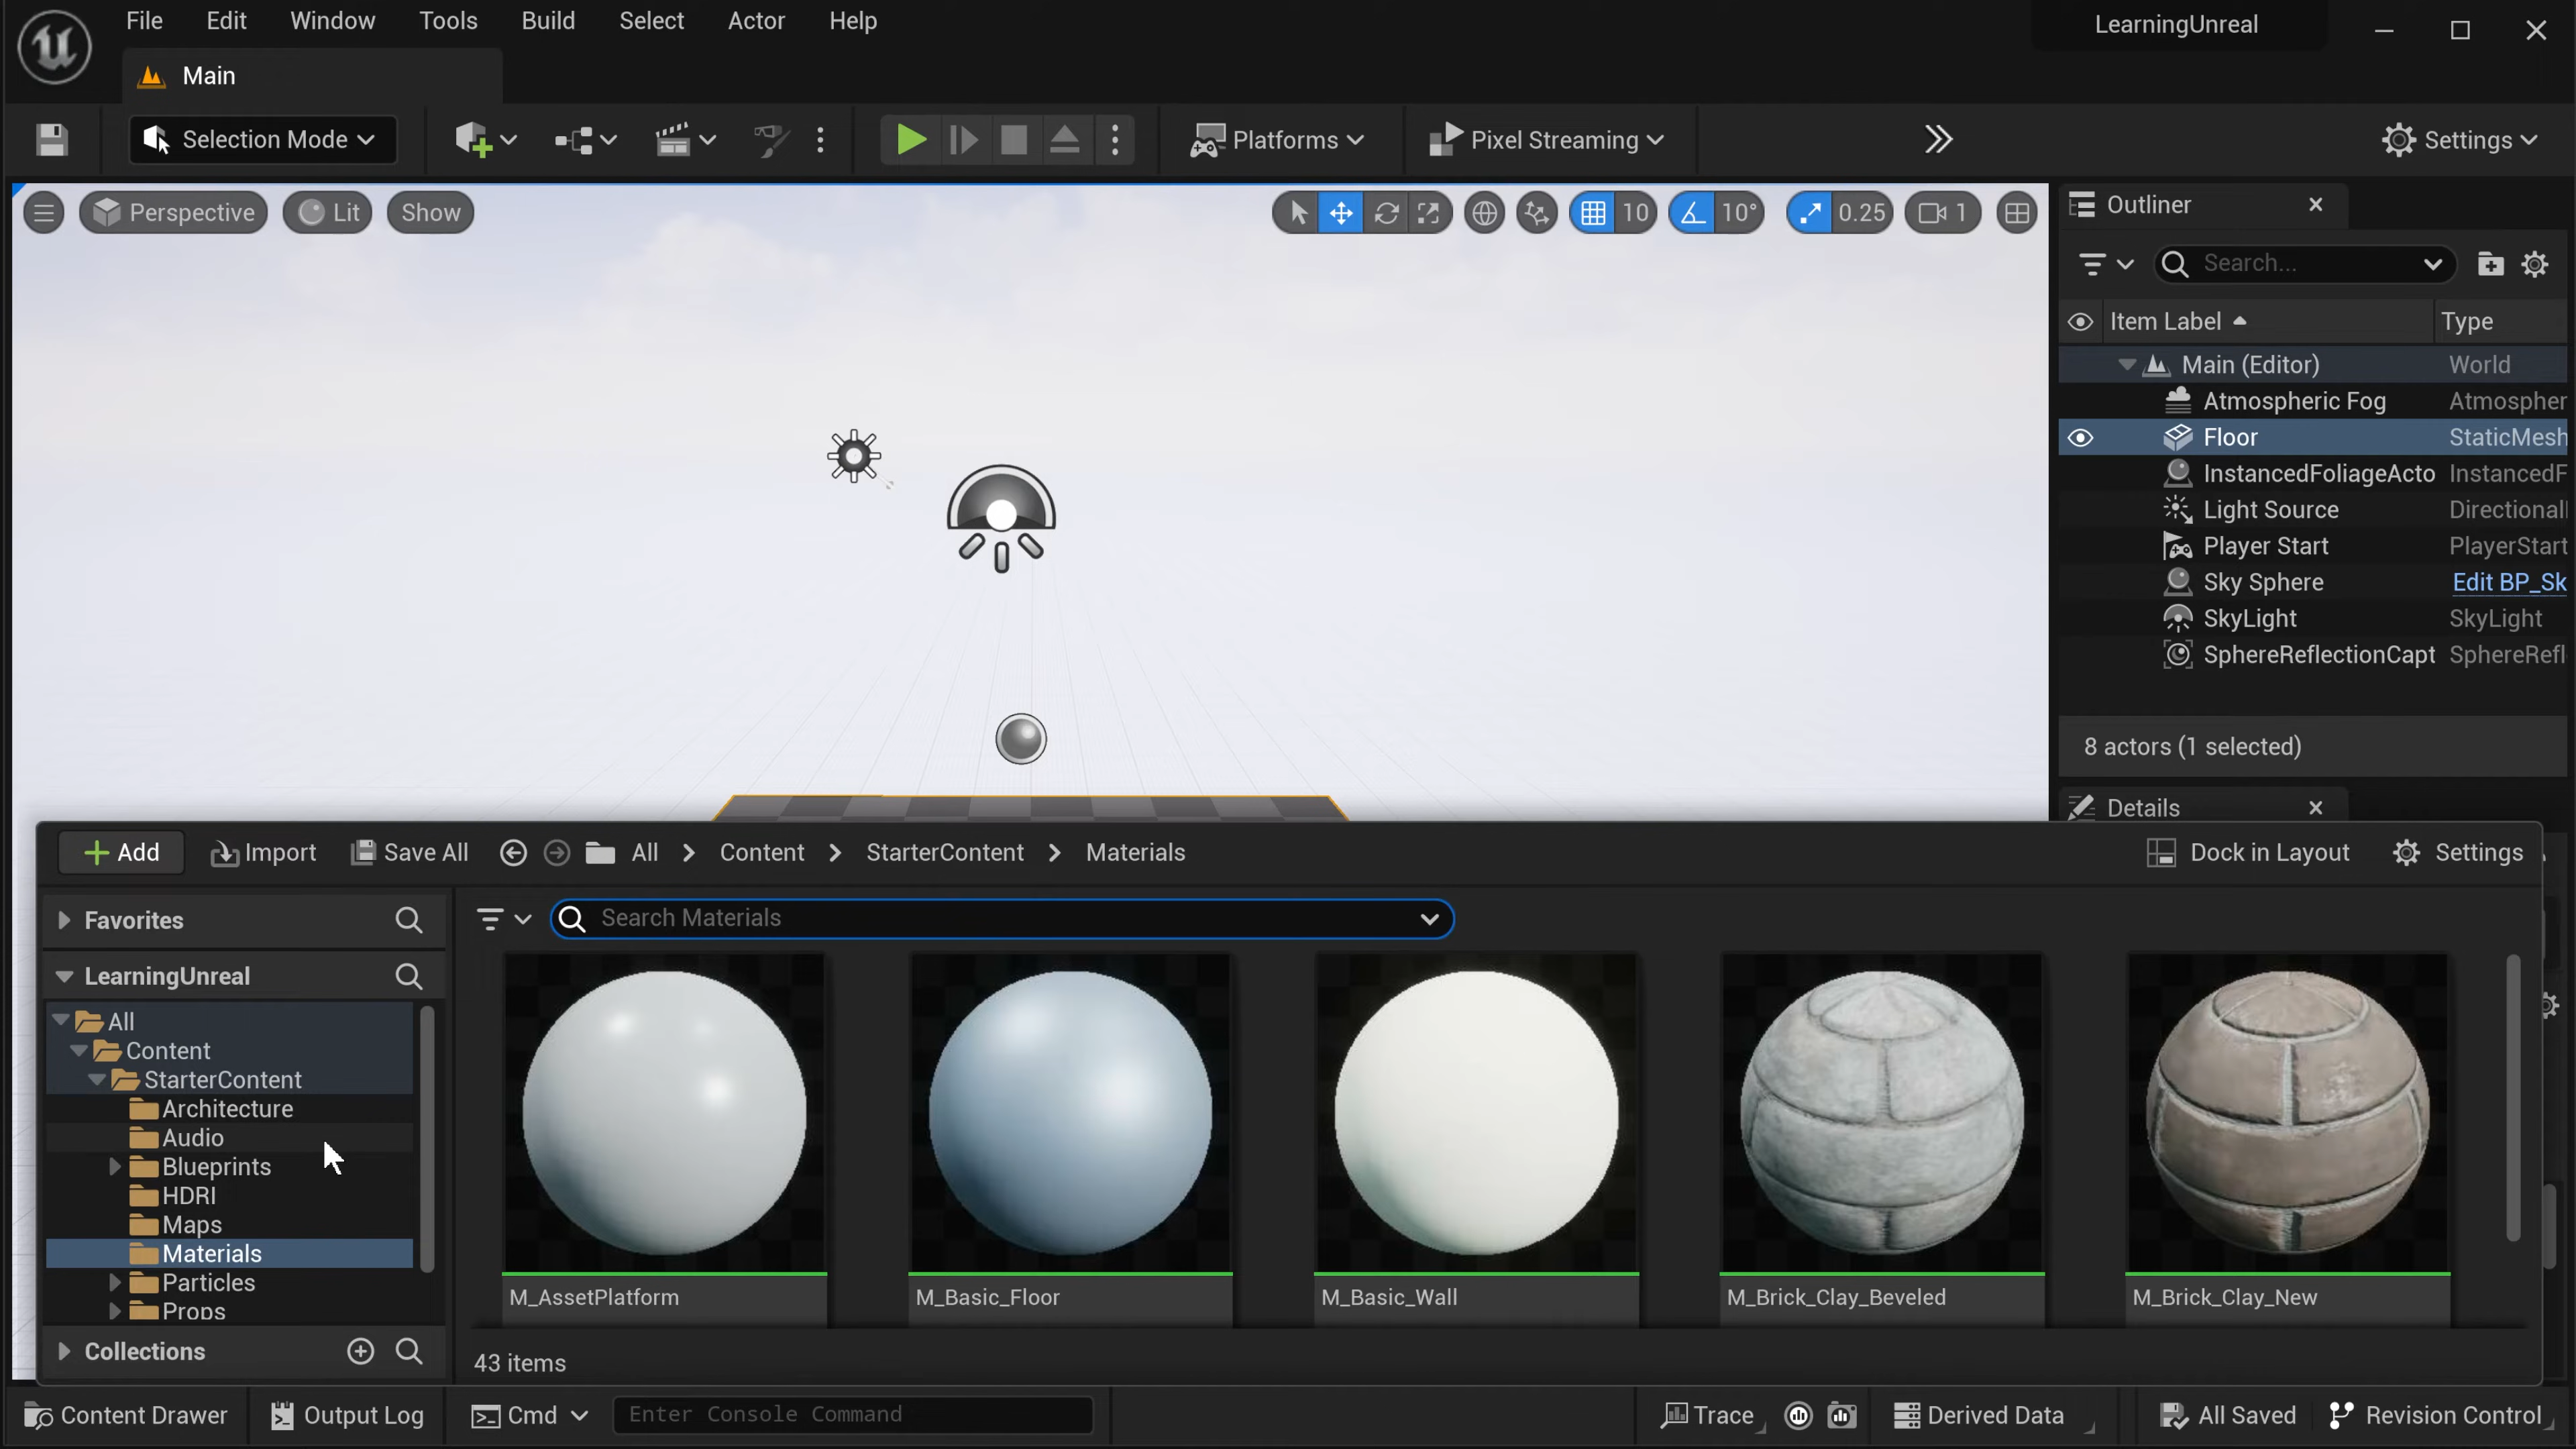 File Edit Window Tools Build Select Actor Help
LearningUnreal
Main
Selection Mode
Platforms
Pixel Streaming
Settings
Perspective
Lit
Show
10
10°
0.25
1
Outliner
Search...
Item Label
Type
Main (Editor) World
Atmospheric Fog Atmospher
Floor StaticMesh
InstancedFoliageActo InstancedF
Light Source Directional
Player Start PlayerStart
Sky Sphere Edit BP_Sk
SkyLight SkyLight
SphereReflectionCapt SphereRefl
8 actors (1 selected)
Details
Add
Import
Save All
All
Content
StarterContent
Materials
Dock in Layout
Settings
Favorites
LearningUnreal
All
Content
StarterContent
Architecture
Audio
Blueprints
HDRI
Maps
Materials
Particles
Props
Collections
Search Materials
M_AssetPlatform
M_Basic_Floor
M_Basic_Wall
M_Brick_Clay_Beveled
M_Brick_Clay_New
43 items
Content Drawer
Output Log
Cmd
Enter Console Command
Trace
Derived Data
All Saved
Revision Control